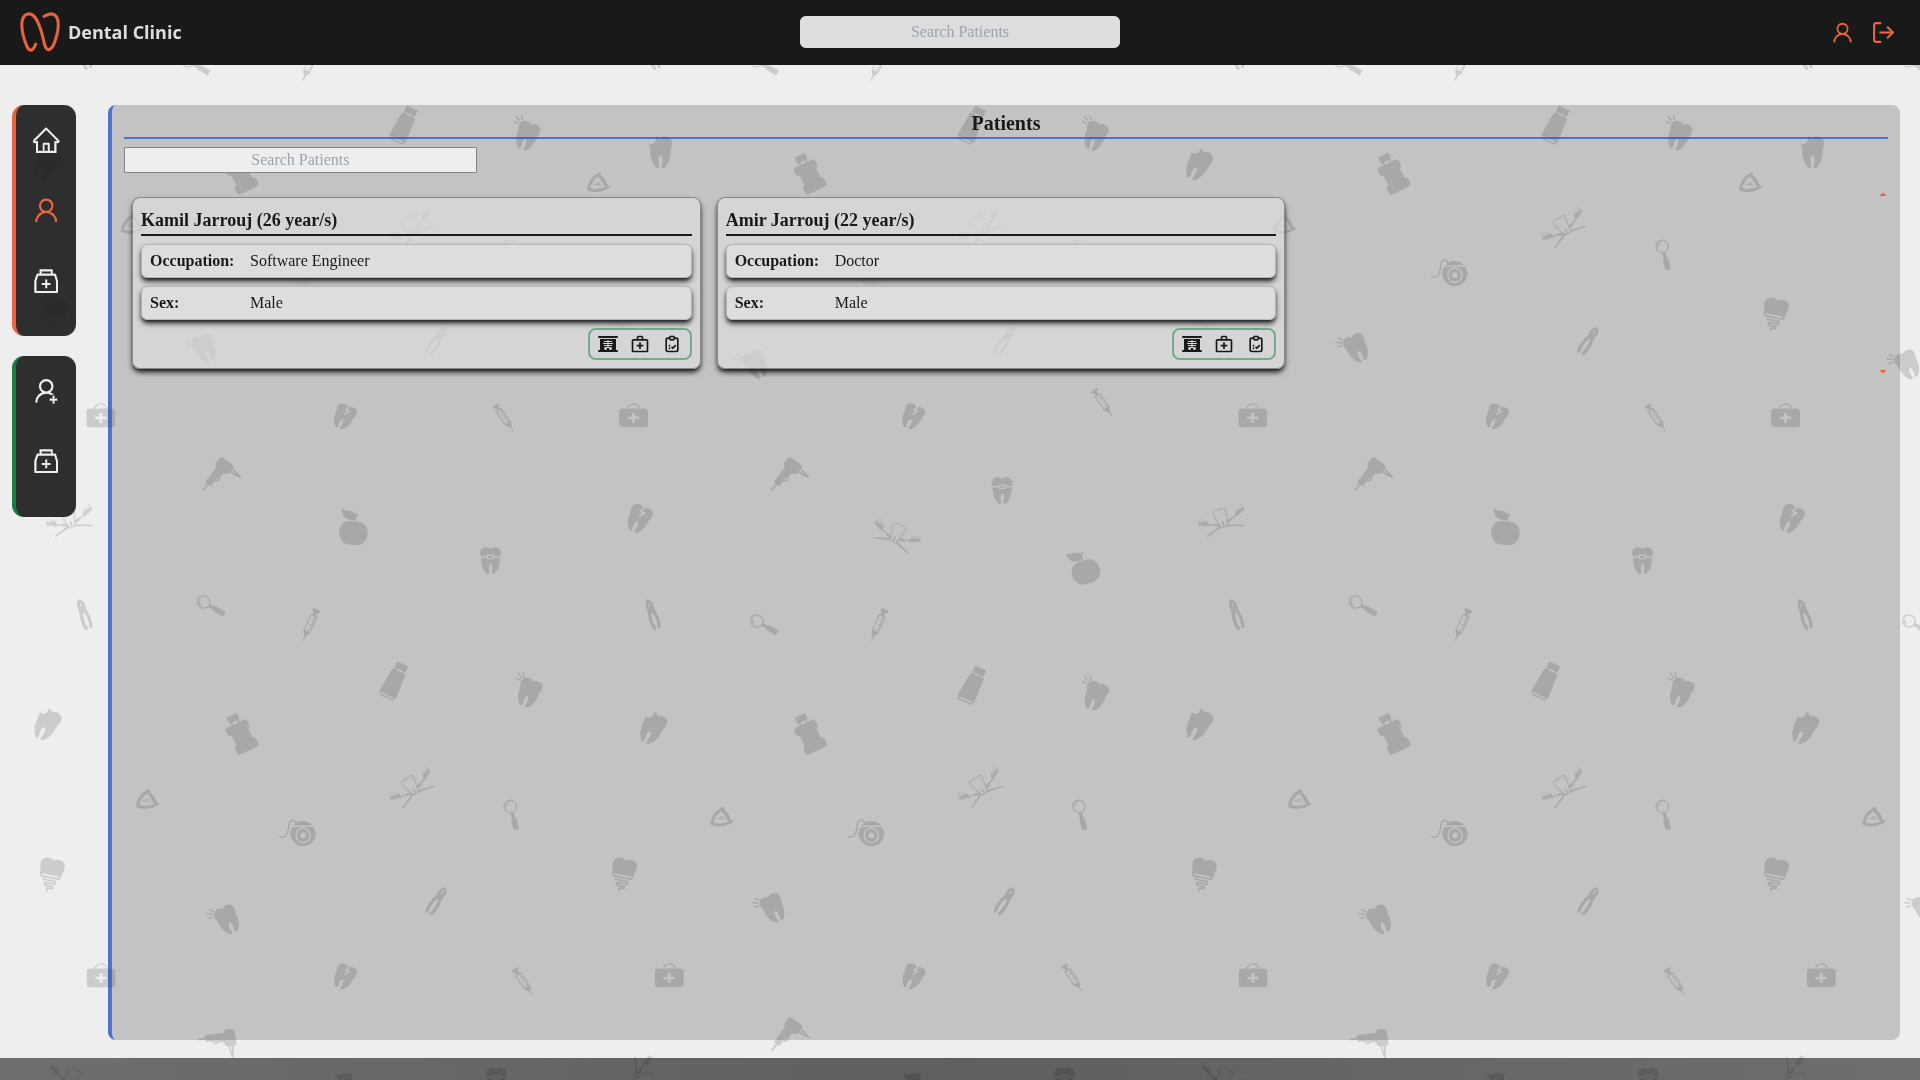 Dental Clinic
Search Patients
Patients
Search Patients
Kamil Jarrouj (26 year/s)
Occupation: Software Engineer
Sex: Male
Amir Jarrouj (22 year/s)
Occupation: Doctor
Sex: Male